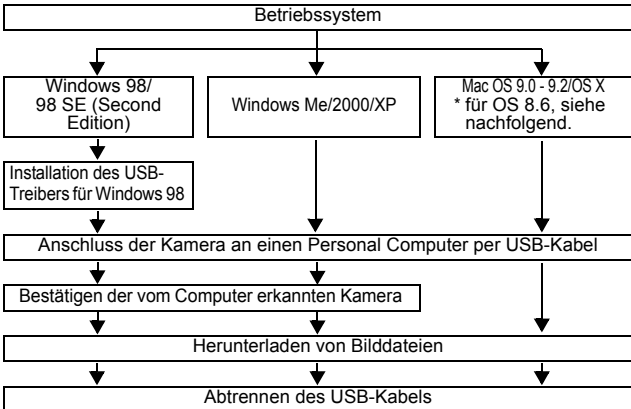 Betriebssystem
Windows 98/
98 SE (Second
Edition)
Windows Me/2000/XP
Mac OS 9.0 - 9.2/OS X
* für OS 8.6, siehe
nachfolgend.
Installation des USB-
Treibers für Windows 98
Anschluss der Kamera an einen Personal Computer per USB-Kabel
Bestätigen der vom Computer erkannten Kamera
Herunterladen von Bilddateien
Abtrennen des USB-Kabels